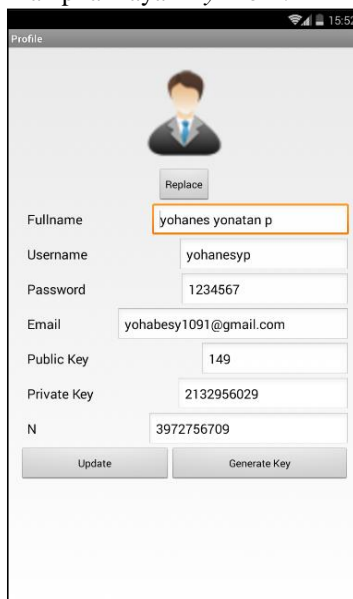 15:52
Profile
Replace
Fullname yohanes yonatan p
Username yohanesyp
Password 1234567
Email yohabesy1091@gmail.com
Public Key 149
Private Key 2132956029
N 3972756709
Update Generate Key